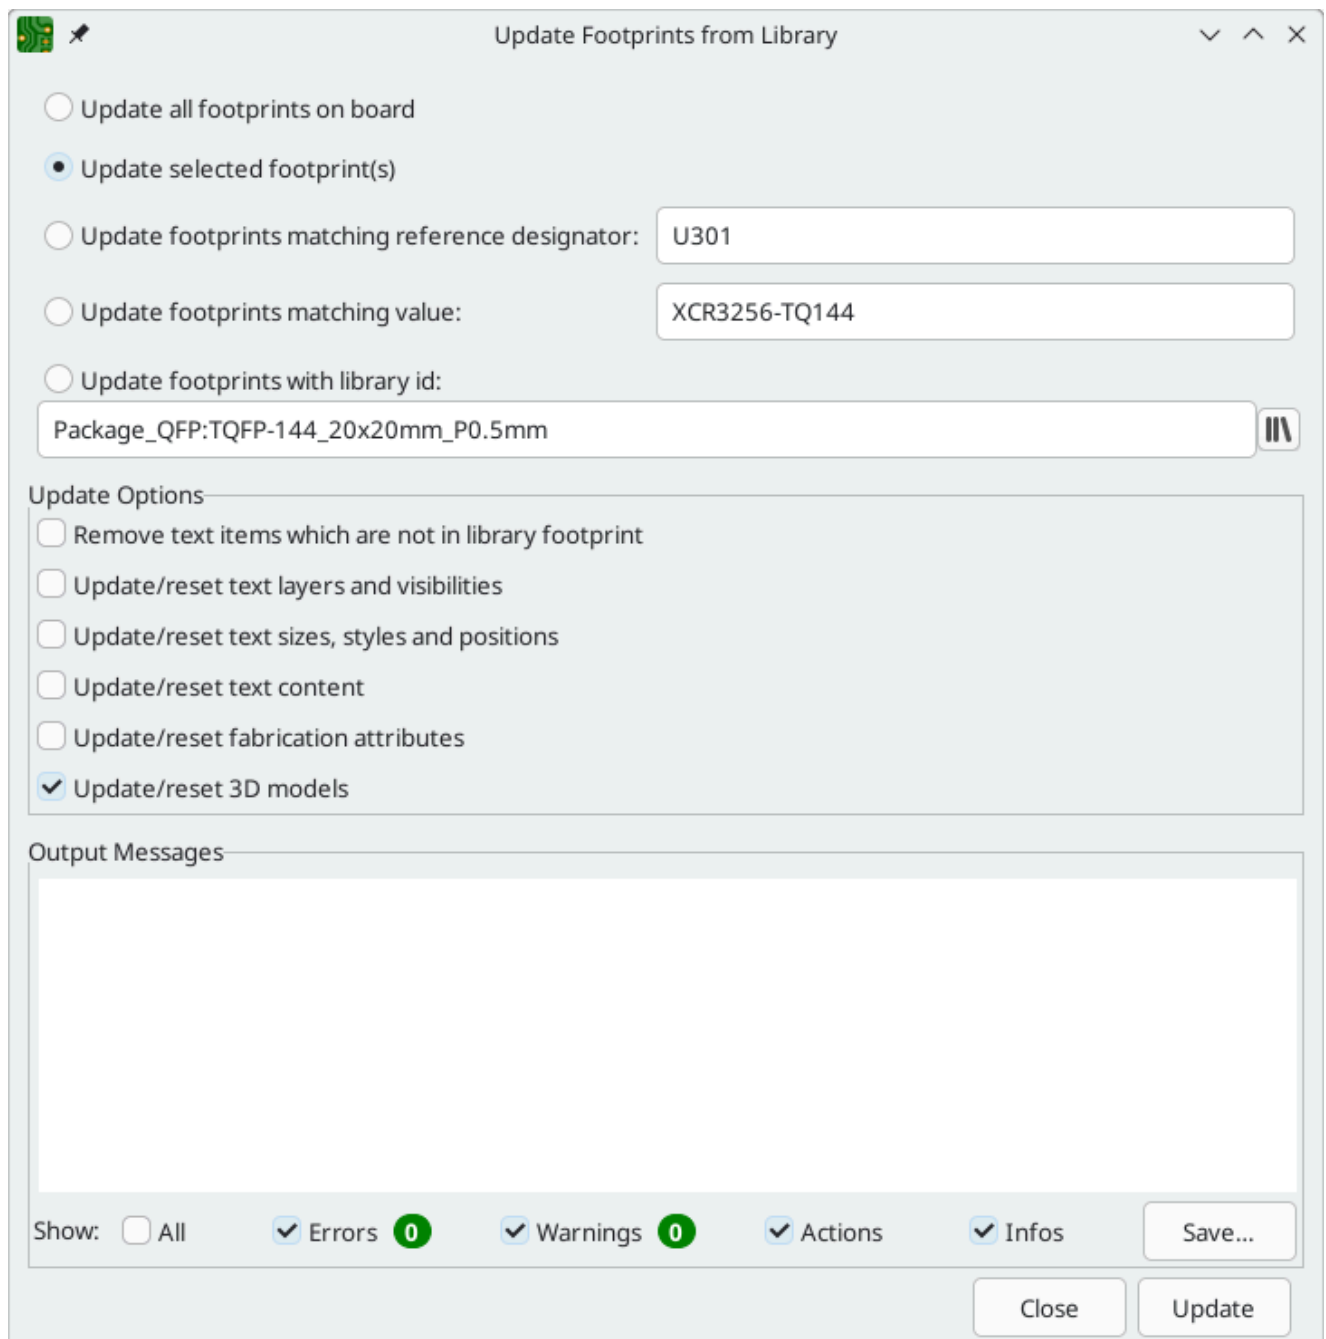 Update Footprints from Library
Update all footprints on board
Update selected footprint(s)
Update footprints matching reference designator: U301
Update footprints matching value: XCR3256-TQ144
Update footprints with library id:
Package_QFP:TQFP-144_20x20mm_P0.5mm
Update Options
Remove text items which are not in library footprint
Update/reset text layers and visibilities
Update/reset text sizes, styles and positions
Update/reset text content
Update/reset fabrication attributes
Update/reset 3D models
Output Messages
Show: All Errors 0 Warnings 0 Actions Infos Save...
Close Update